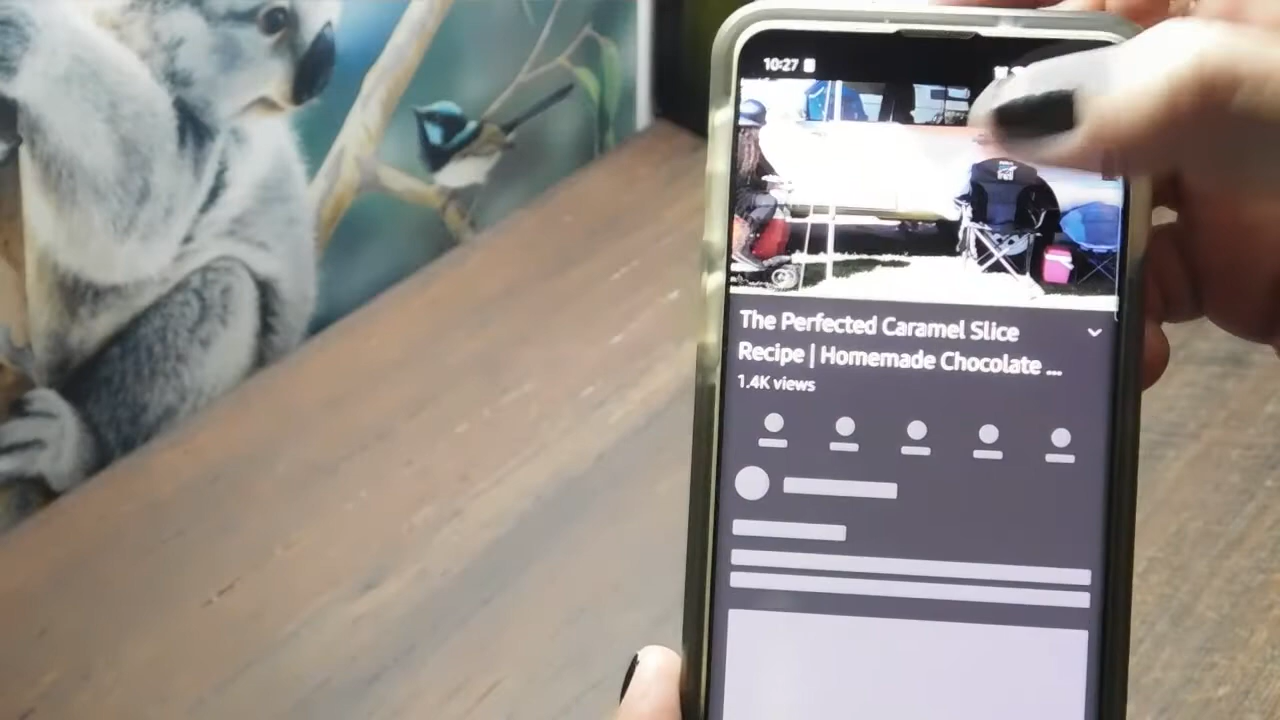 10:27
The Perfected Caramel Slice
Recipe | Homemade Chocolate ...
1.4K views